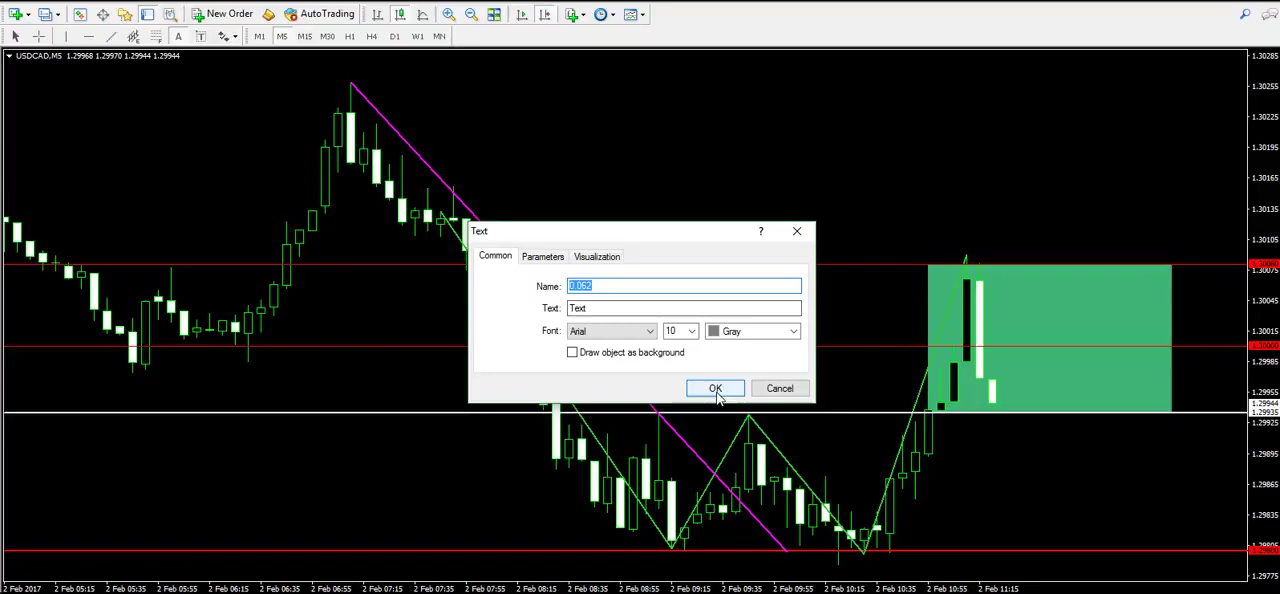 New Order AutoTrading
A T M1 M5 M15 M30 H1 H4 D1 W1 MN
USDCAD,M5 1.29968 1.29970 1.29944 1.29944
1.30285
1.30255
1.30225
1.30195
1.30165
1.30135
1.30105
1.30075
1.30045
1.30015
1.30000
1.29985
1.29955
1.29944
1.29935
1.29925
1.29895
1.29865
1.29835
1.29800
1.29775
Text ? X
Common Parameters Visualization
Name: 0.062
Text: Text
Font: Arial 10 Gray
Draw object as background
OK Cancel
2 Feb 2017 2 Feb 05:15 2 Feb 05:35 2 Feb 05:55 2 Feb 06:15 2 Feb 06:35 2 Feb 06:55 2 Feb 07:15 2 Feb 07:35 2 Feb 07:55 2 Feb 08:15 2 Feb 08:35 2 Feb 08:55 2 Feb 09:15 2 Feb 09:35 2 Feb 09:55 2 Feb 10:15 2 Feb 10:35 2 Feb 10:55 2 Feb 11:15